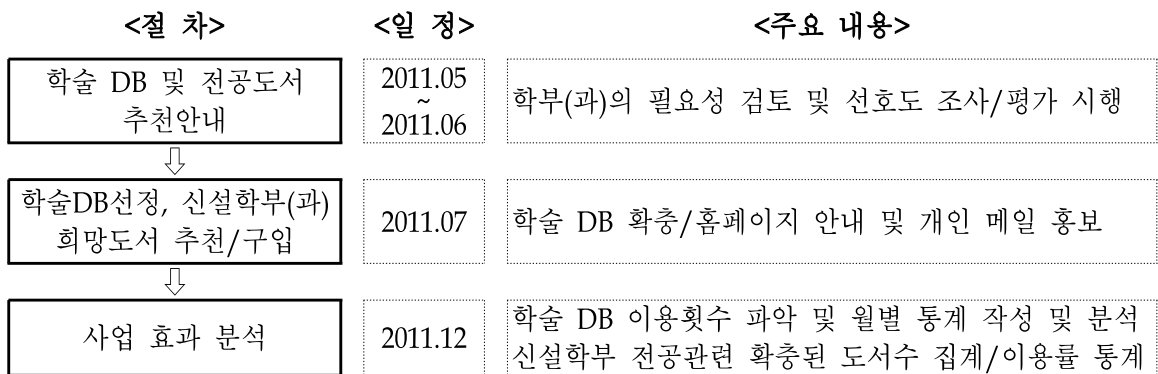 <절 차> <일 정> <주요 내용>
학술 DB 및 전공도서
추천안내
2011.05
~
2011.06
학부(과)의 필요성 검토 및 선호도 조사/평가 시행
학술DB선정, 신설학부(과)
희망도서 추천/구입
2011.07
학술 DB 확충/홈페이지 안내 및 개인 메일 홍보
사업 효과 분석
2011.12
학술 DB 이용횟수 파악 및 월별 통계 작성 및 분석
신설학부 전공관련 확충된 도서수 집계/이용률 통계